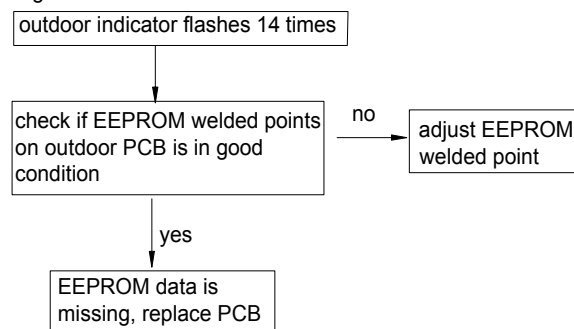 outdoor indicator flashes 14 times
check if EEPROM welded points
on outdoor PCB is in good
condition
no
adjust EEPROM
welded point
yes
EEPROM data is
missing, replace PCB